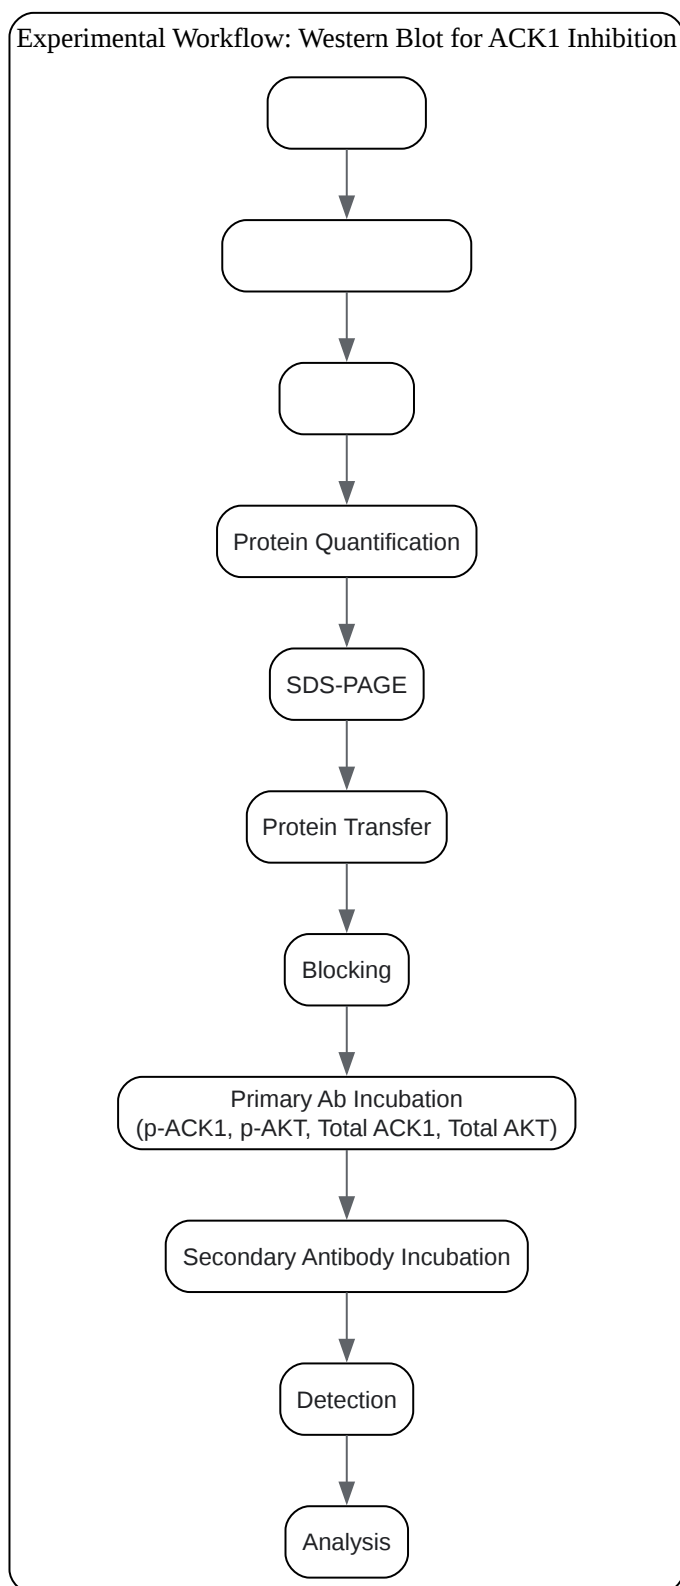 Experimental Workflow: Western Blot for ACK1 Inhibition
Protein Quantification
SDS-PAGE
Protein Transfer
Blocking
Primary Ab Incubation
(p-ACK1, p-AKT, Total ACK1, Total AKT)
Secondary Antibody Incubation
Detection
Analysis